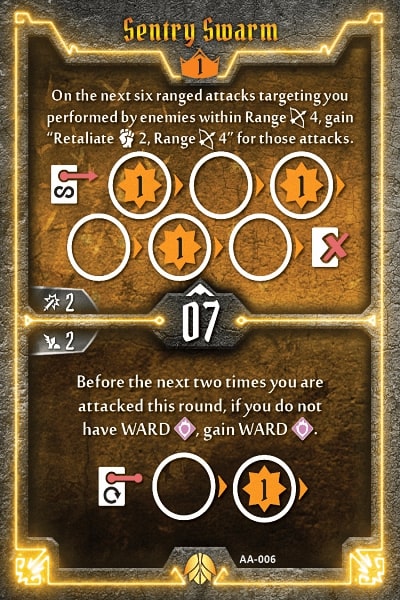 Sentry Swarm
1
On the next six ranged attacks targeting you
performed by enemies within Range 4, gain
“Retaliate 2, Range 4” for those attacks.
1 1
1
2
07
2
Before the next two times you are
attacked this round, if you do not
have WARD , gain WARD .
1
AA-006